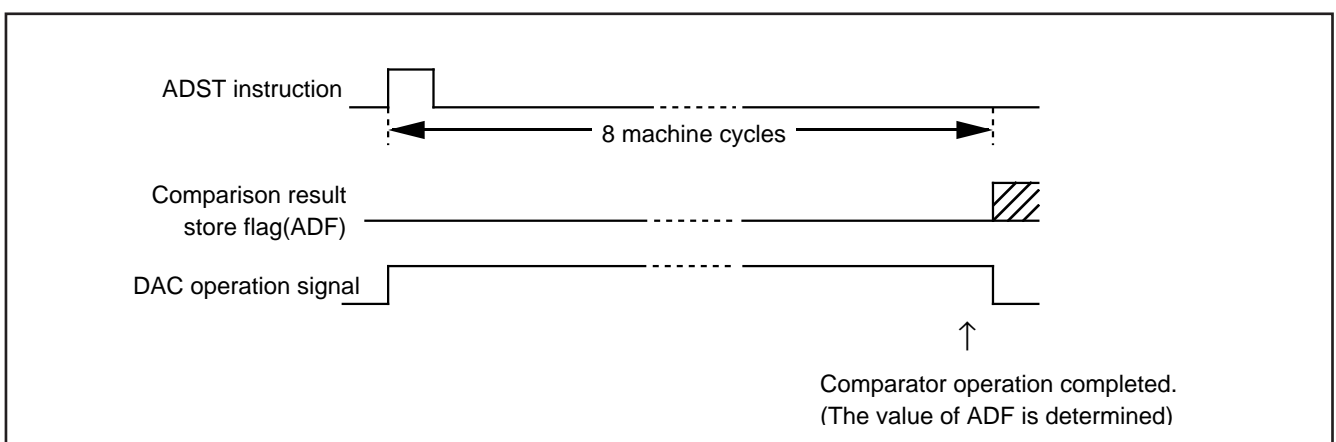 ADST instruction
8 machine cycles
Comparison result
store flag(ADF)
DAC operation signal
↑
Comparator operation completed.
(The value of ADF is determined)